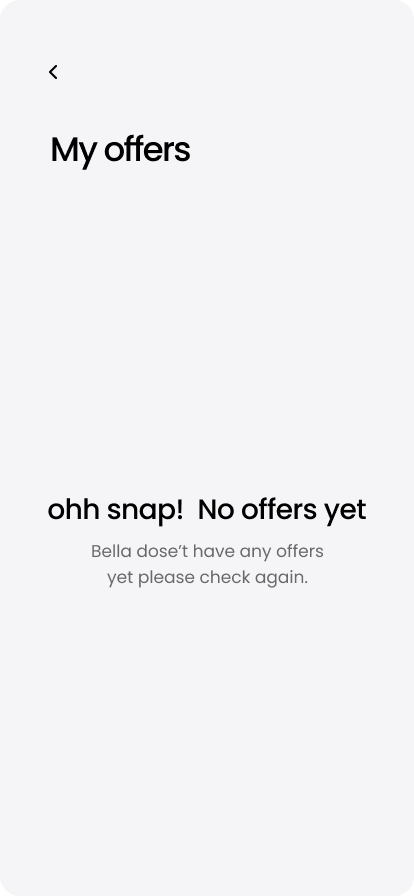 My offers
ohh snap!  No offers yet
Bella dose’t have any offers
yet please check again.